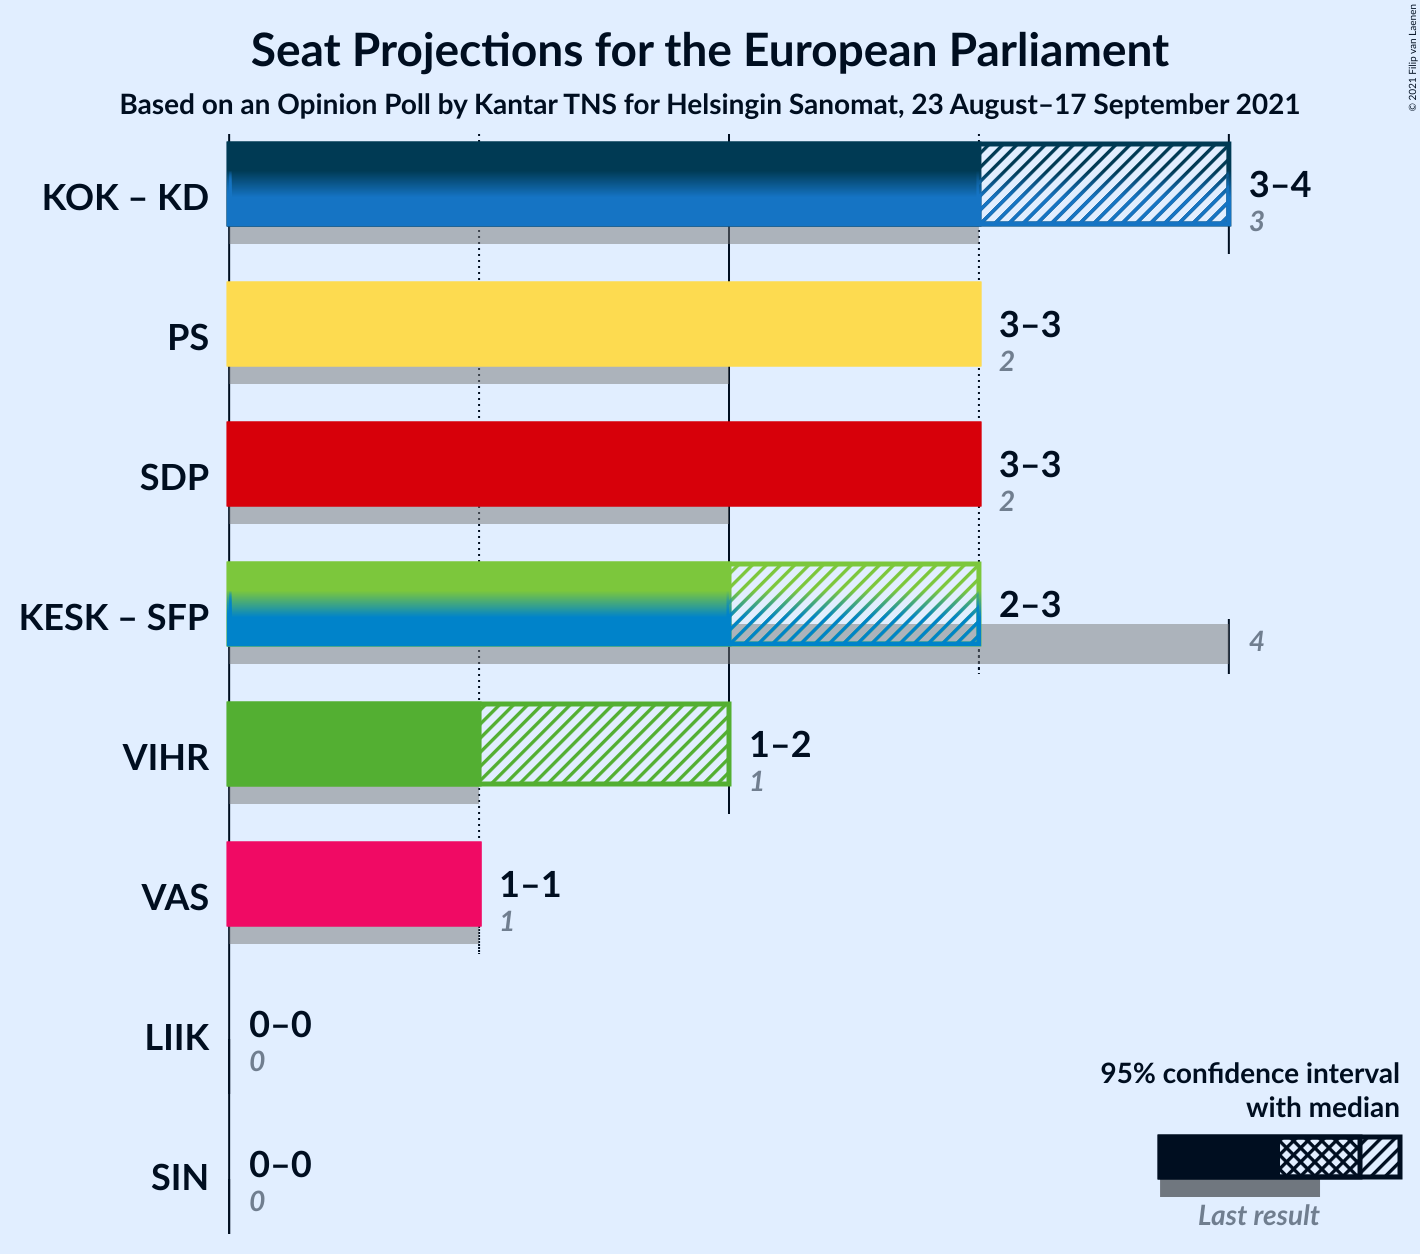 Seat Projections for the European Parliament
Based on an Opinion Poll by Kantar TNS for Helsingin Sanomat, 23 August–17 September 2021
© 2021 Filip van Laenen
KOK – KD
3–4
3
PS
3–3
2
SDP
3–3
2
KESK – SFP
2–3
4
VIHR
1–2
1
VAS
1–1
1
LIIK
0–0
0
SIN
0–0
0
95% confidence interval
with median
Last result